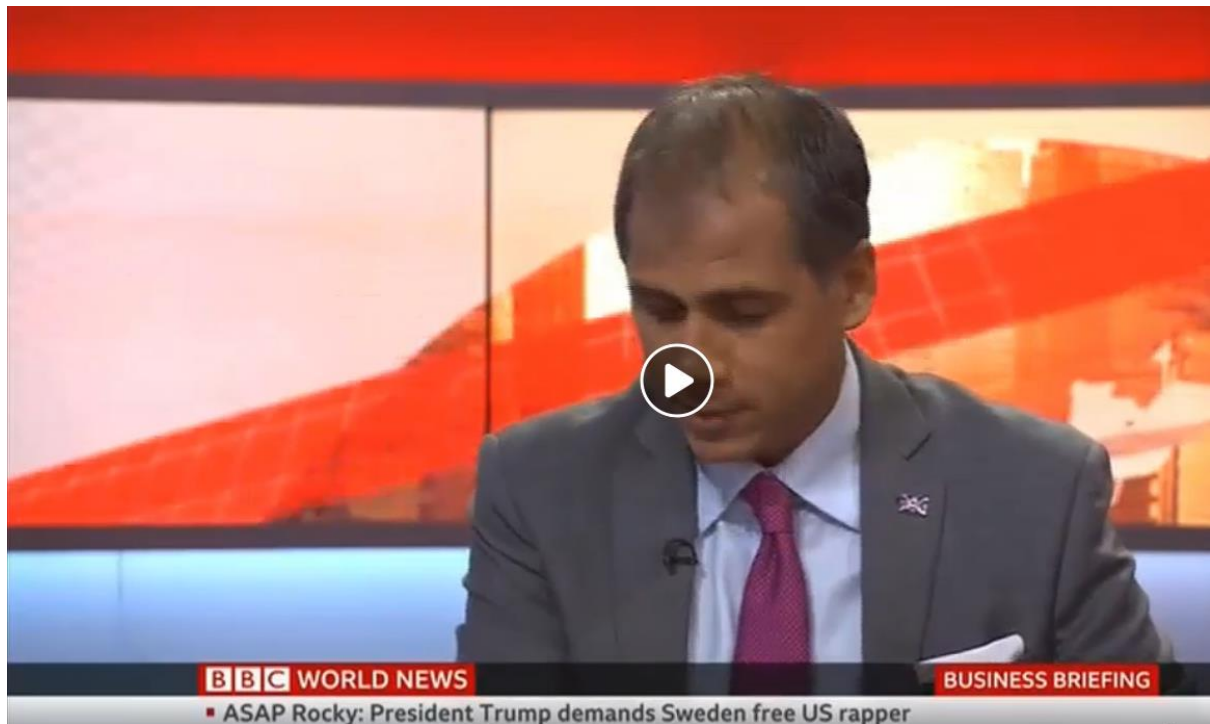 BBC WORLD NEWS
BUSINESS BRIEFING
▪ ASAP Rocky: President Trump demands Sweden free US rapper